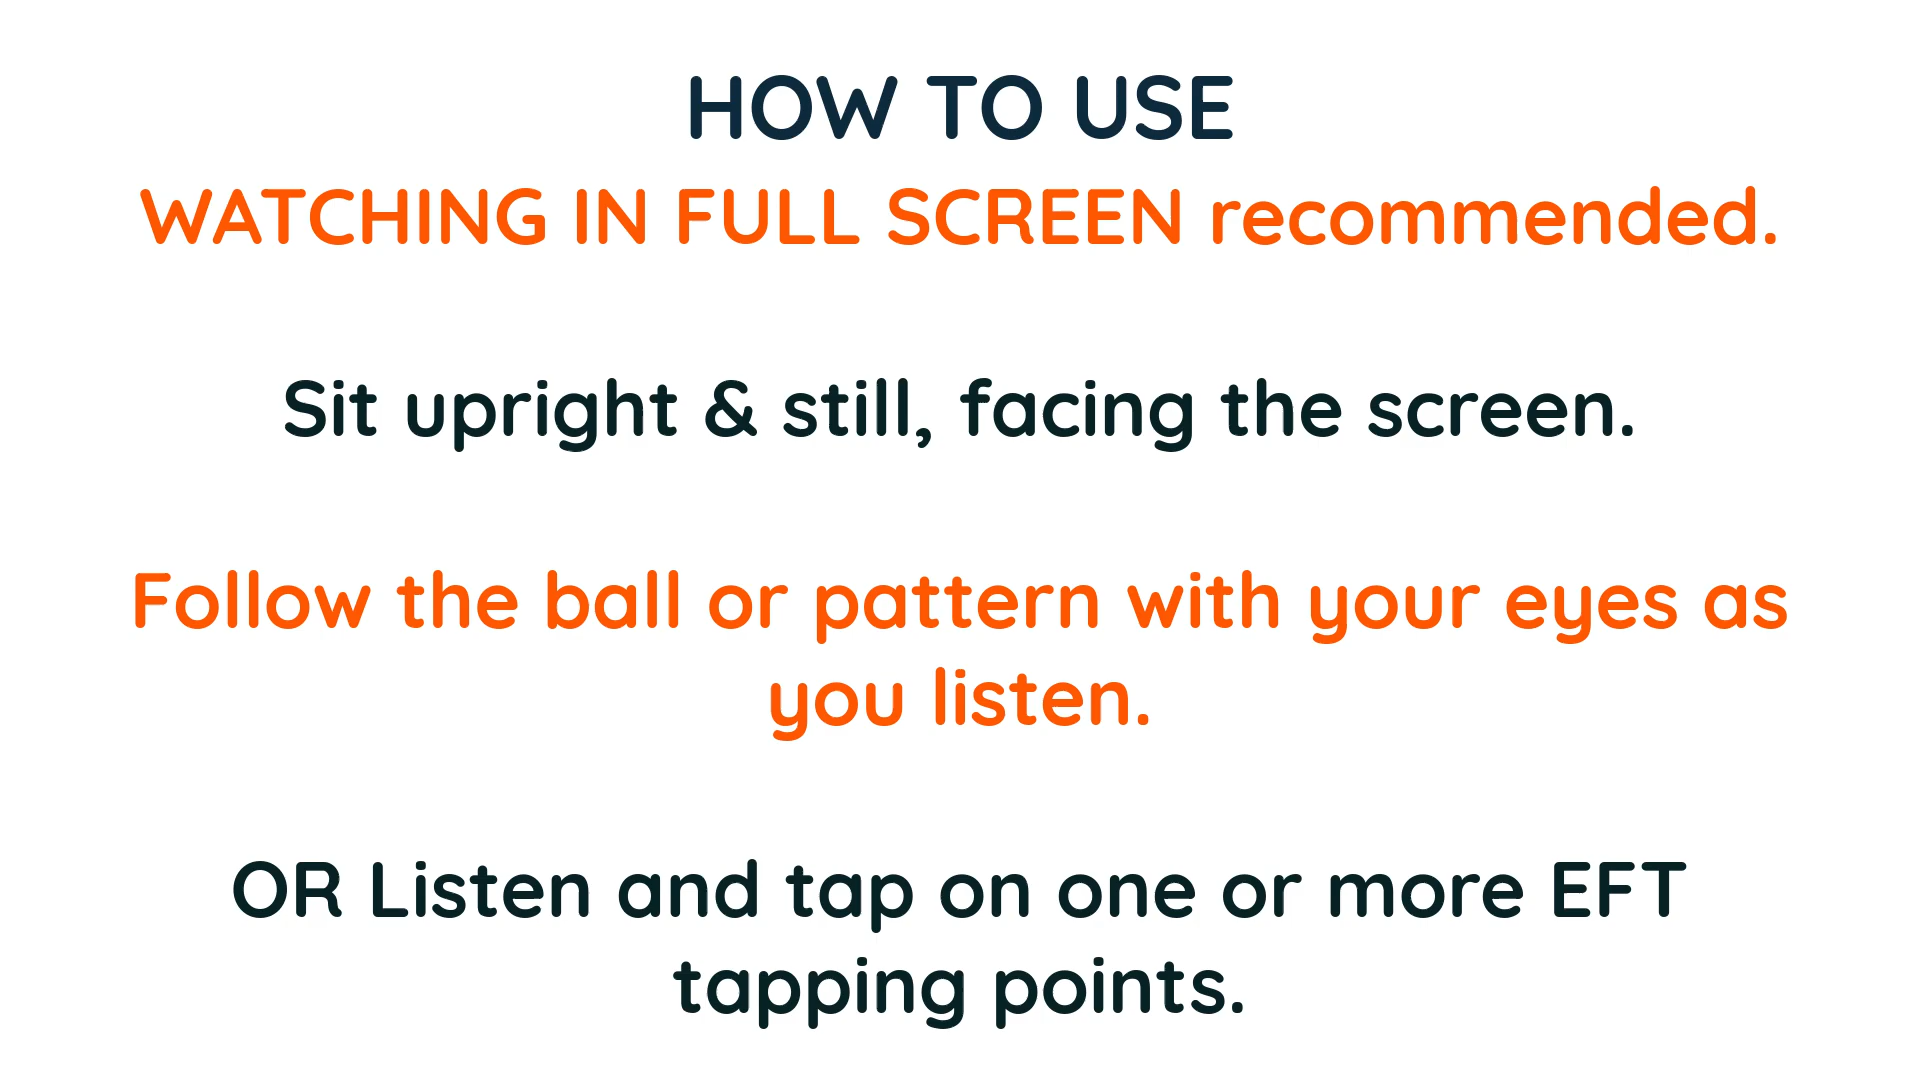 HOW TO USE
WATCHING IN FULL SCREEN recommended.
Sit upright & still, facing the screen.
Follow the ball or pattern with your eyes as
you listen.
OR Listen and tap on one or more EFT
tapping points.